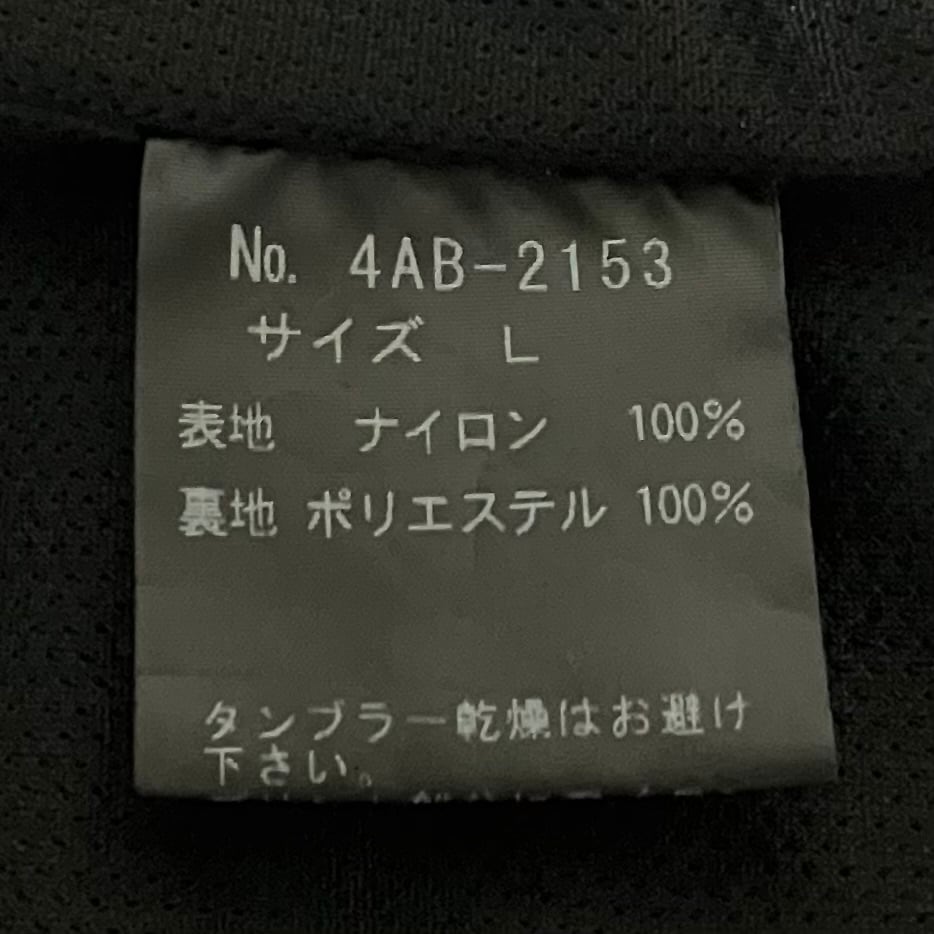 No. 4AB-2153
サイズ L
表地 ナイロン 100%
裏地 ポリエステル 100%
タンブラー乾燥はお避け
下さい。